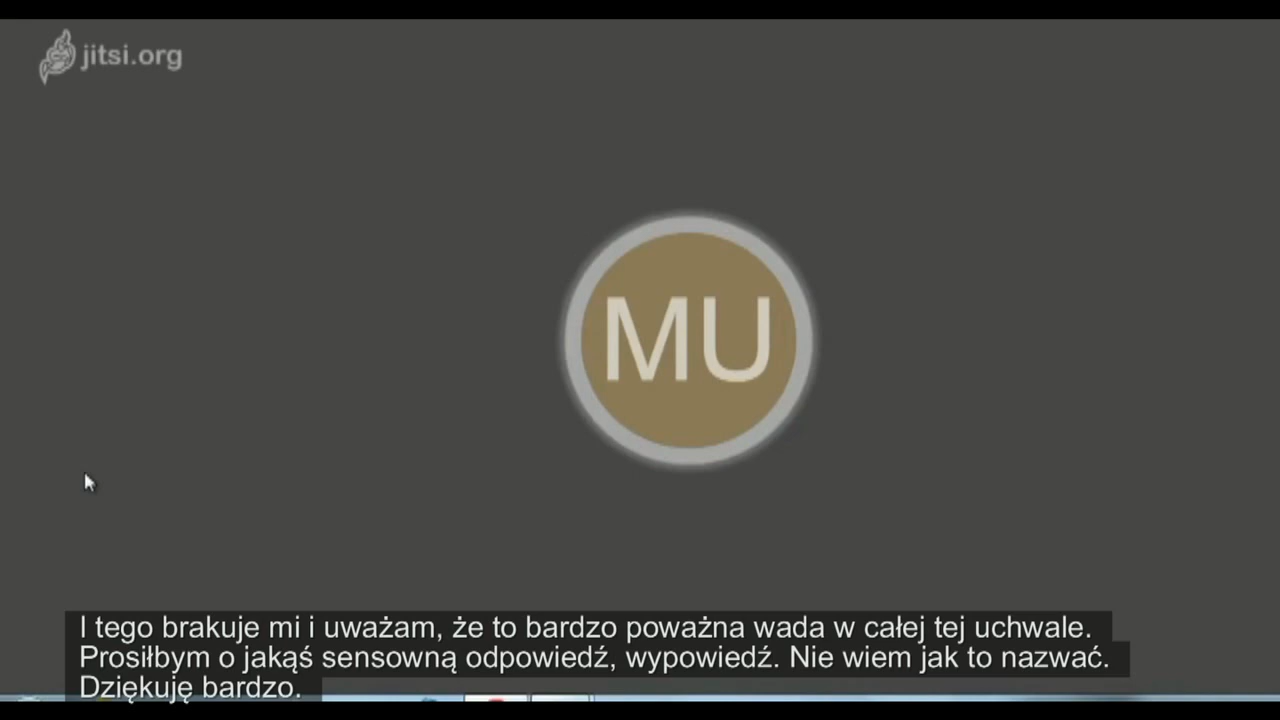 jitsi.org
MU
I tego brakuje mi i uważam, że to bardzo poważna wada w całej tej uchwale.
Prosiłbym o jakąś sensowną odpowiedź, wypowiedź. Nie wiem jak to nazwać.
Dziękuję bardzo.